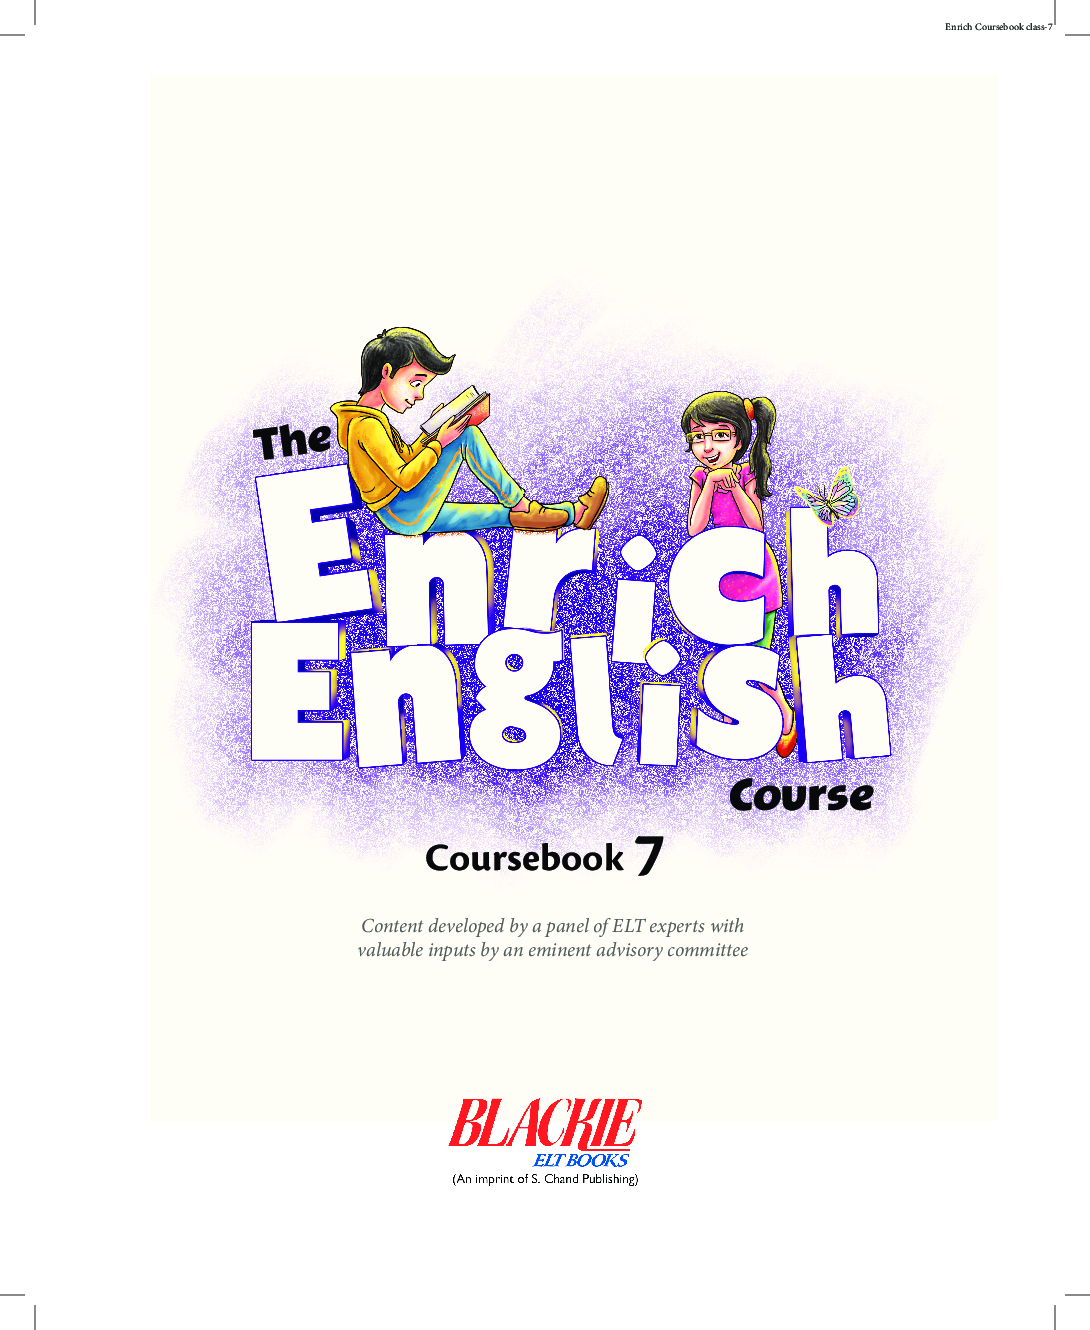 Enrich Coursebook class-7
The
Enrich
English
Course
Coursebook 7
Content developed by a panel of ELT experts with
valuable inputs by an eminent advisory committee
BLACKIE
ELT BOOKS
(An imprint of S. Chand Publishing)